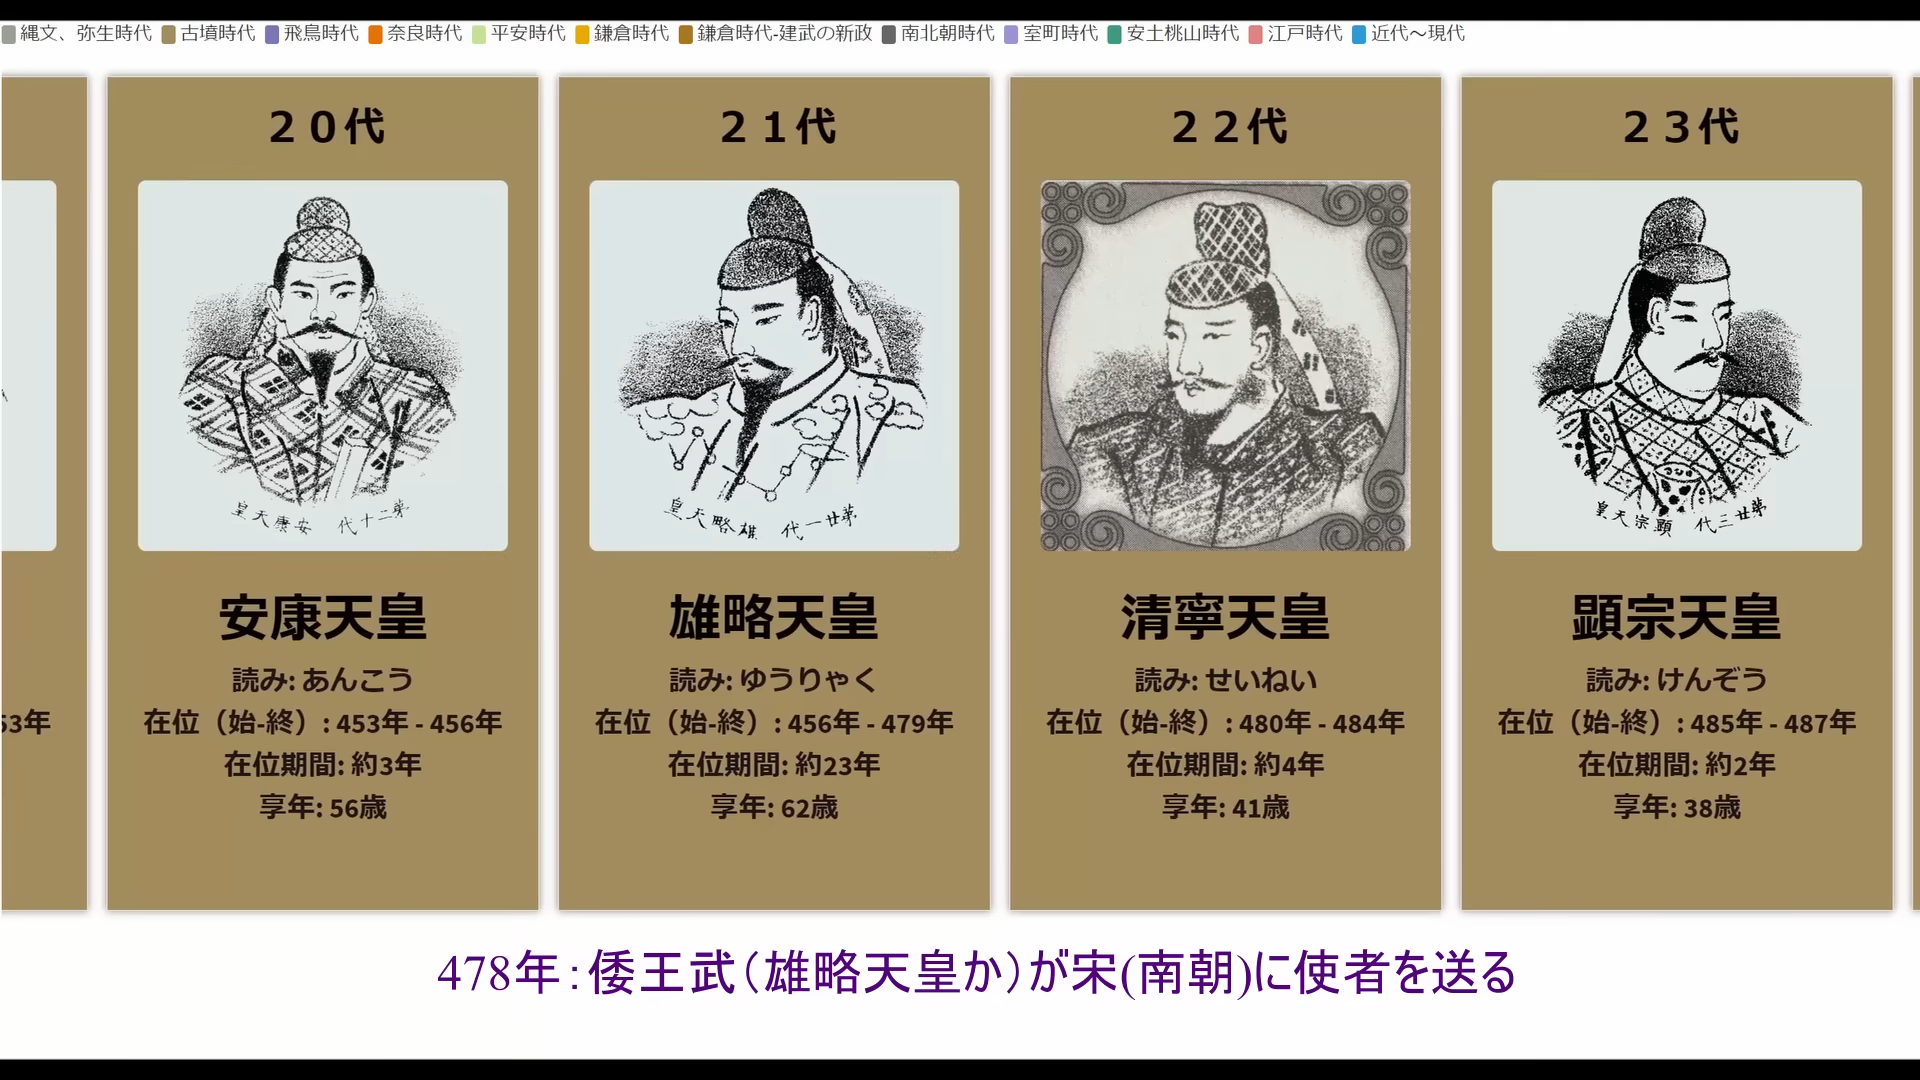 縄文、弥生時代 古墳時代 飛鳥時代 奈良時代 平安時代 鎌倉時代 鎌倉時代-建武の新政 南北朝時代 室町時代 安土桃山時代 江戸時代 近代～現代
53年
２０代
皇天康安 代十二第
安康天皇
読み: あんこう
在位（始-終）: 453年 - 456年
在位期間: 約3年
享年: 56歳
２１代
皇天略雄 代一廿第
雄略天皇
読み: ゆうりゃく
在位（始-終）: 456年 - 479年
在位期間: 約23年
享年: 62歳
２２代
清寧天皇
読み: せいねい
在位（始-終）: 480年 - 484年
在位期間: 約4年
享年: 41歳
２３代
皇天宗顕 代三廿第
顕宗天皇
読み: けんぞう
在位（始-終）: 485年 - 487年
在位期間: 約2年
享年: 38歳
478年：倭王武（雄略天皇か）が宋(南朝)に使者を送る